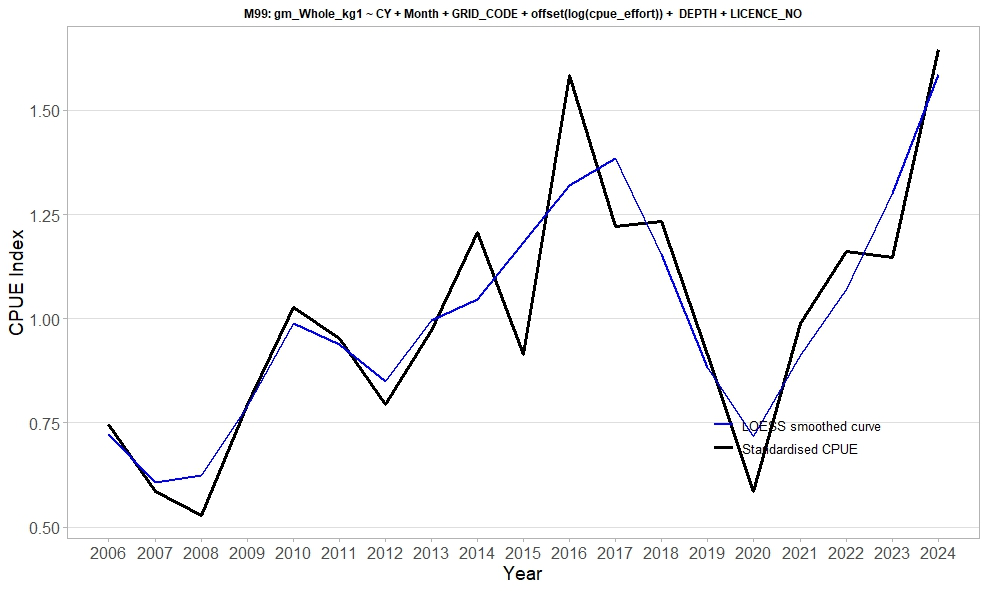 M99: gm_Whole_kg1 ~ CY + Month + GRID_CODE + offset(log(cpue_effort)) + DEPTH + LICENCE_NO
1.50
1.25
1.00
0.75
0.50
CPUE Index
LOESS smoothed curve
Standardised CPUE
2006 2007 2008 2009 2010 2011 2012 2013 2014 2015 2016 2017 2018 2019 2020 2021 2022 2023 2024
Year